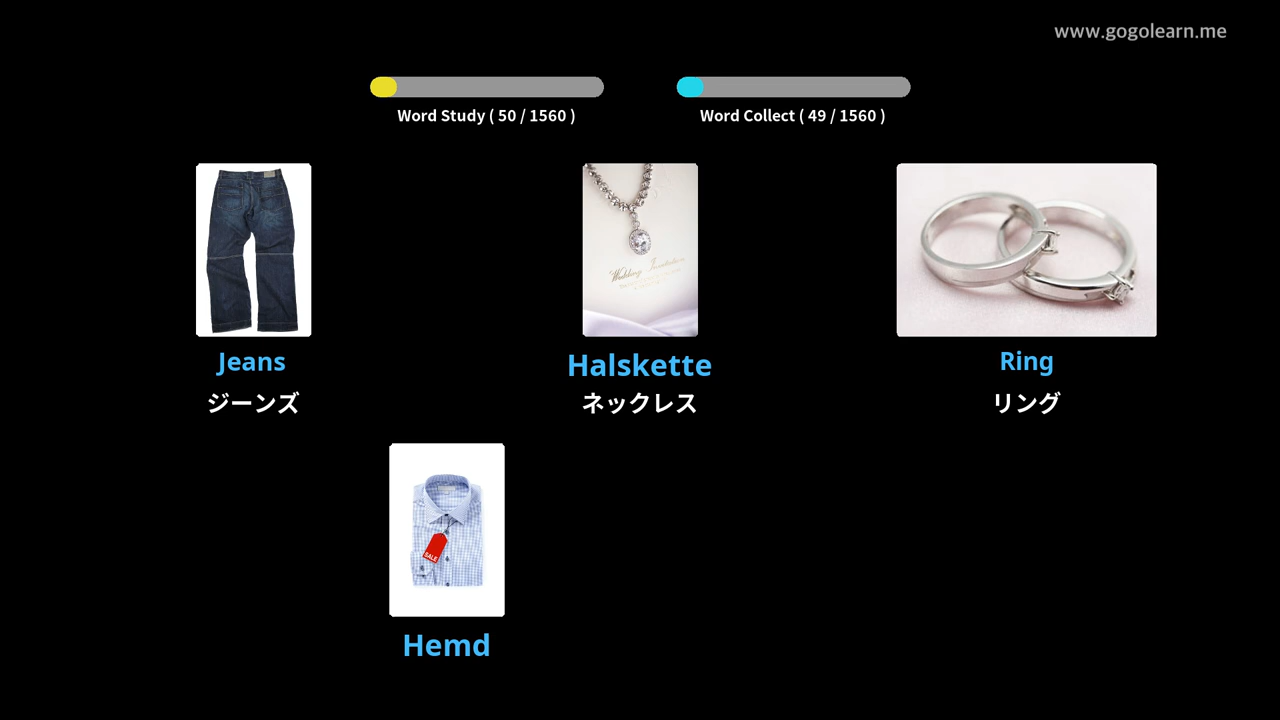 www.gogolearn.me
Word Study ( 50 / 1560 )
Word Collect ( 49 / 1560 )
Jeans
Halskette
Ring
ジーンズ
ネックレス
リング
SALE
Hemd